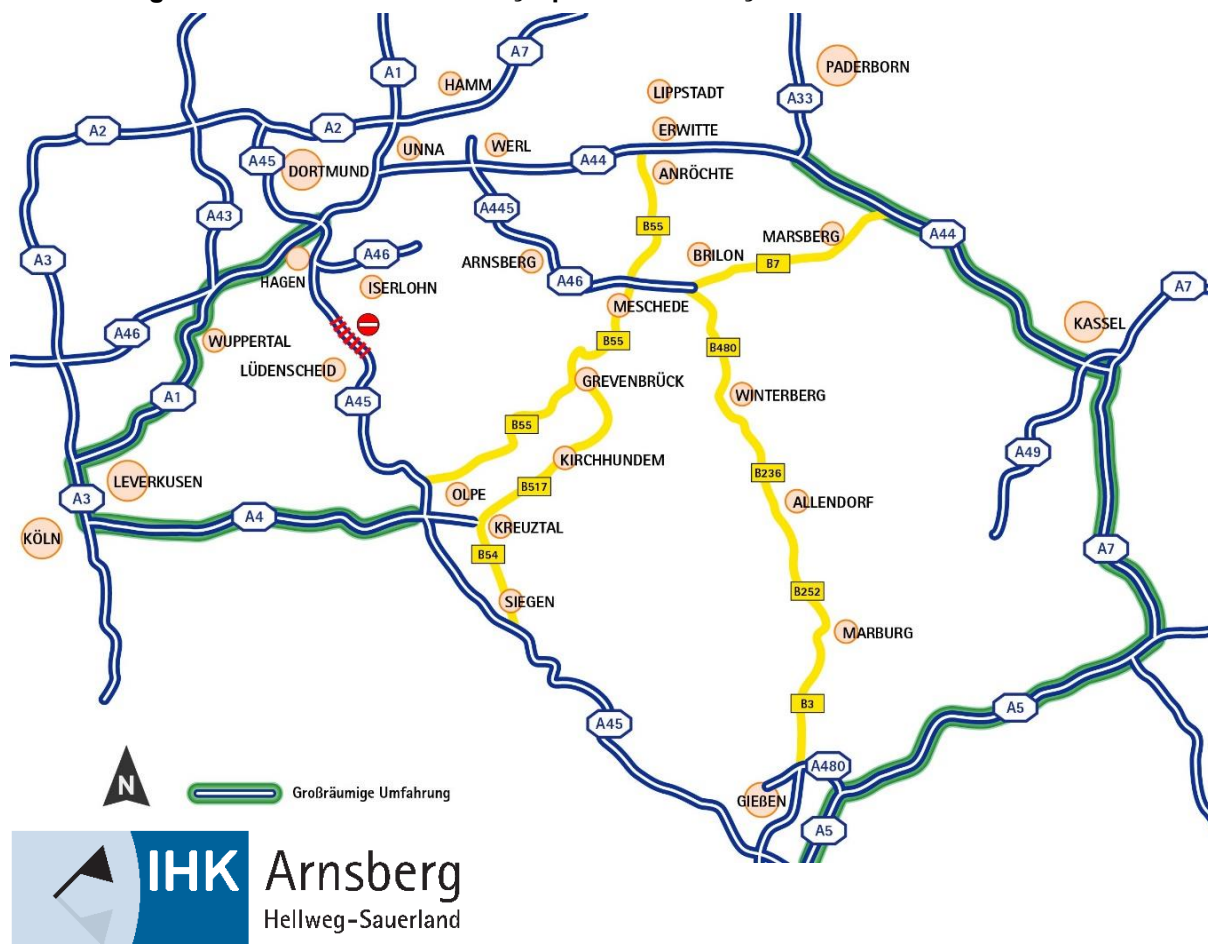 A7
A1
HAMM
PADERBORN
LIPPSTADT
A33
A2
A2
ERWITTE
UNNA
WERL
A45
DORTMUND
A44
ANRÖCHTE
A43
A445
B55
MARSBERG
A44
A3
A46
ARNSBERG
BRILON
B7
HAGEN
ISERLOHN
A46
A7
MESCHEDE
KASSEL
A46
WUPPERTAL
B55
B480
LÜDENSCHEID
GREVENBRÜCK
A1
A45
WINTERBERG
B55
A49
KIRCHHUNDEM
LEVERKUSEN
B236
A3
OLPE
B517
ALLENDORF
A4
KÖLN
KREUZTAL
A7
B54
B252
SIEGEN
MARBURG
B3
A5
A45
A480
N
Großräumige Umfahrung
GIEßEN
A5
IHK Arnsberg
Hellweg-Sauerland